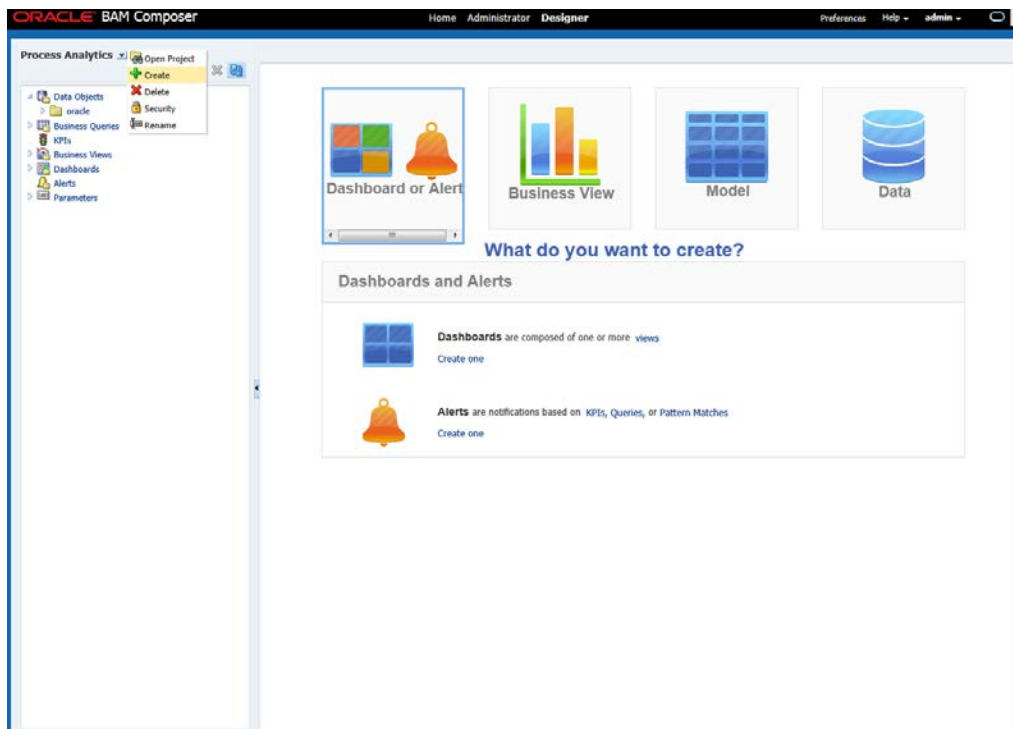 ORACLE BAM Composer
Home Administrator Designer
Preferences Help admin
Process Analytics
Open Project
Create
Delete
Security
Rename
Data Objects
oracle
Business Queries
KPIs
Business Views
Dashboards
Alerts
Parameters
Dashboard or Alert
Business View
Model
Data
What do you want to create?
Dashboards and Alerts
Dashboards are composed of one or more views
Create one
Alerts are notifications based on KPIs, Queries, or Pattern Matches
Create one